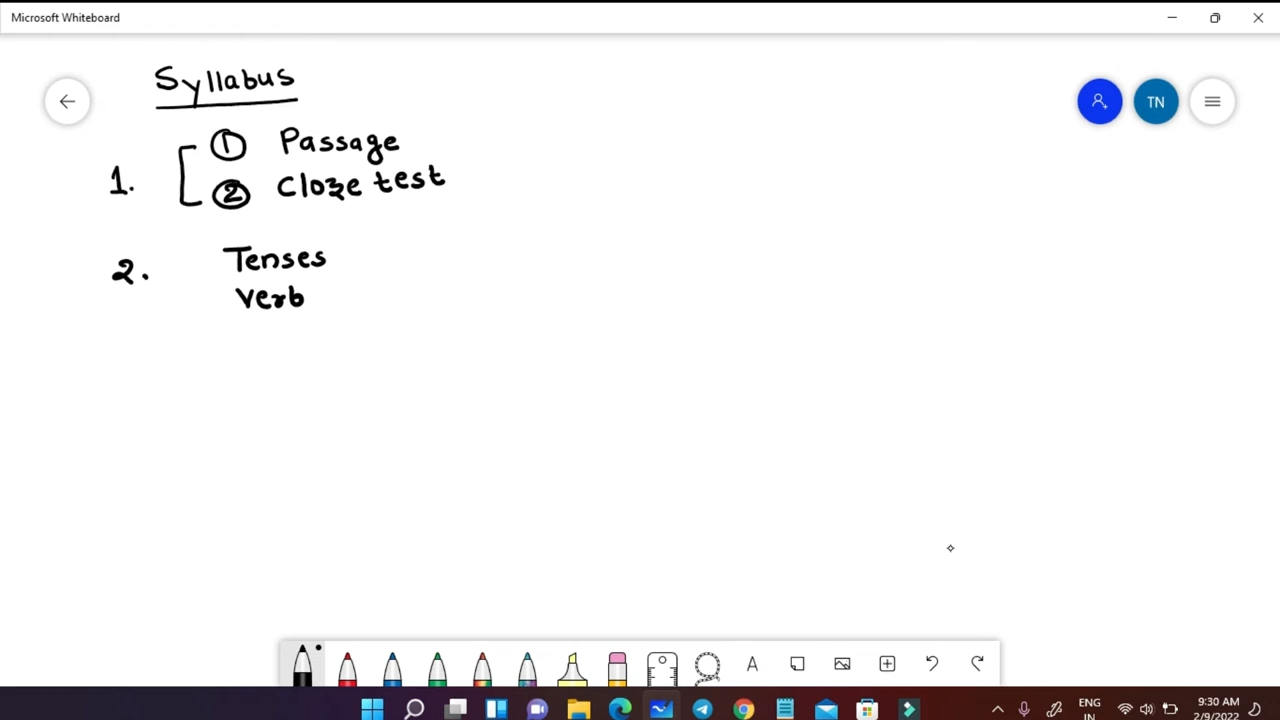 Microsoft Whiteboard
Syllabus
TN
1. ① Passage
② Cloze test
2. Tenses
Verb
A
ENG
IN
9:30 AM
2/9/2022